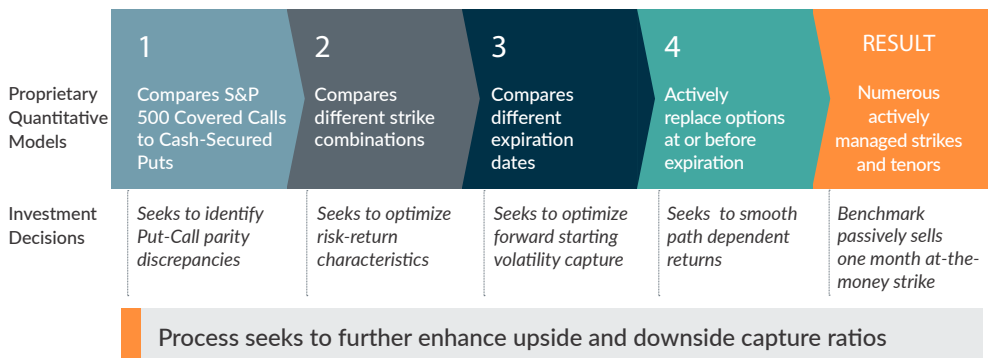 1
2
3
4
RESULT
Proprietary
Quantitative
Models
Compares S&P
500 Covered Calls
to Cash-Secured
Puts
Compares
different strike
combinations
Compares
different
expiration
dates
Actively
replace options
at or before
expiration
Numerous
actively
managed strikes
and tenors
Investment
Decisions
Seeks to identify
Put-Call parity
discrepancies
Seeks to optimize
risk-return
characteristics
Seeks to optimize
forward starting
volatility capture
Seeks to smooth
path dependent
returns
Benchmark
passively sells
one month at-the-
money strike
Process seeks to further enhance upside and downside capture ratios